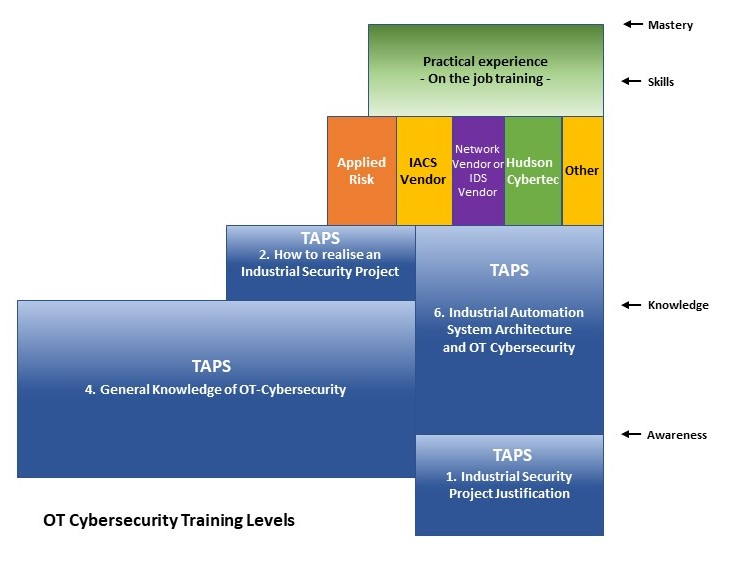 Mastery
Practical experience
- On the job training -
Skills
Applied
Risk
IACS
Vendor
Network
Vendor or
IDS
Vendor
Hudson
Cybertec
Other
TAPS
2. How to realise an
Industrial Security Project
TAPS
6. Industrial Automation
System Architecture
and OT Cybersecurity
Knowledge
TAPS
4. General Knowledge of OT-Cybersecurity
Awareness
TAPS
1. Industrial Security
Project Justification
OT Cybersecurity Training Levels